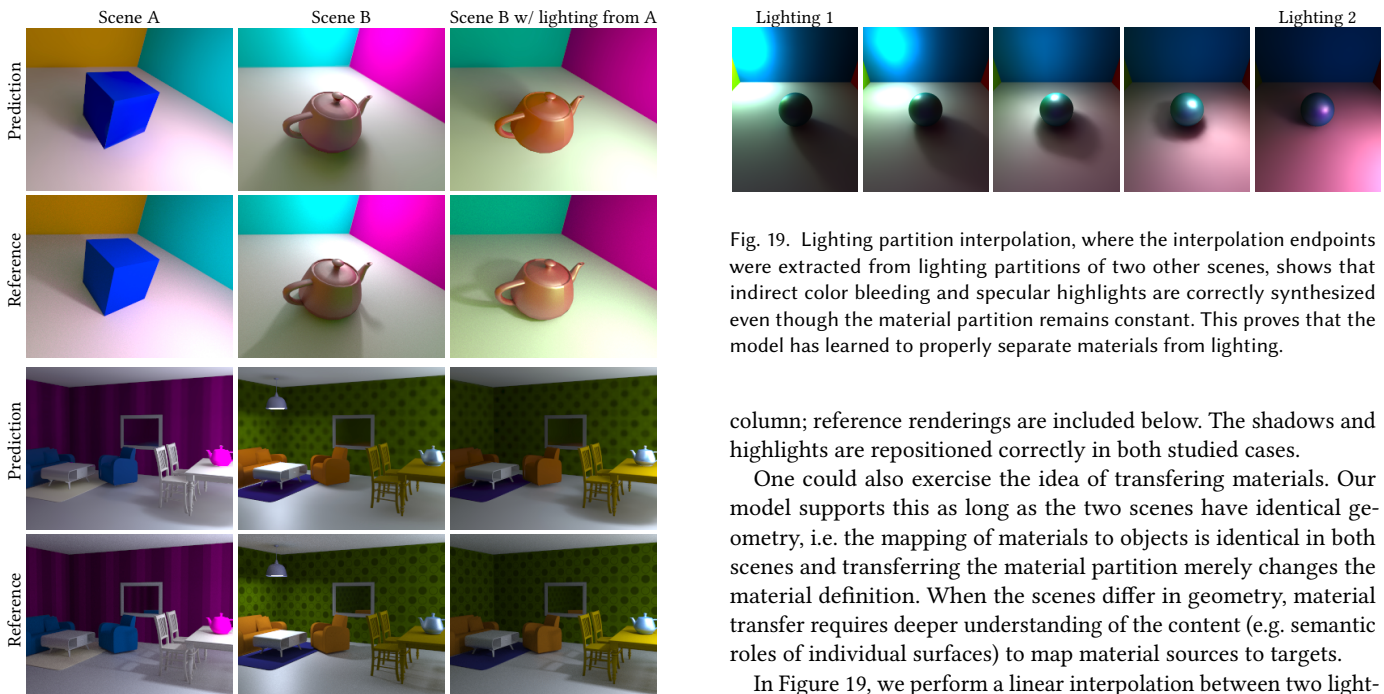 Scene A
Scene B
Scene B w/ lighting from A
Prediction
Reference
Prediction
Reference
Lighting 1
Lighting 2
Fig. 19. Lighting partition interpolation, where the interpolation endpoints
were extracted from lighting partitions of two other scenes, shows that
indirect color bleeding and specular highlights are correctly synthesized
even though the material partition remains constant. This proves that the
model has learned to properly separate materials from lighting.
column; reference renderings are included below. The shadows and
highlights are repositioned correctly in both studied cases.
One could also exercise the idea of transfering materials. Our
model supports this as long as the two scenes have identical ge-
ometry, i.e. the mapping of materials to objects is identical in both
scenes and transferring the material partition merely changes the
material definition. When the scenes differ in geometry, material
transfer requires deeper understanding of the content (e.g. semantic
roles of individual surfaces) to map material sources to targets.
In Figure 19, we perform a linear interpolation between two light-